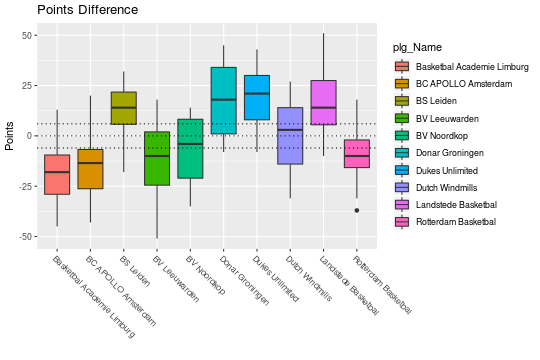 Points Difference
Points
50
25
0
-25
-50
Basketbal Academie Limburg
BC APOLLO Amsterdam
BS Leiden
BV Leeuwarden
BV Noordkop
Donar Groningen
Dukes Unlimited
Dutch Windmills
Landstede Basketbal
Rotterdam Basketbal
plg_Name
Basketbal Academie Limburg
BC APOLLO Amsterdam
BS Leiden
BV Leeuwarden
BV Noordkop
Donar Groningen
Dukes Unlimited
Dutch Windmills
Landstede Basketbal
Rotterdam Basketbal